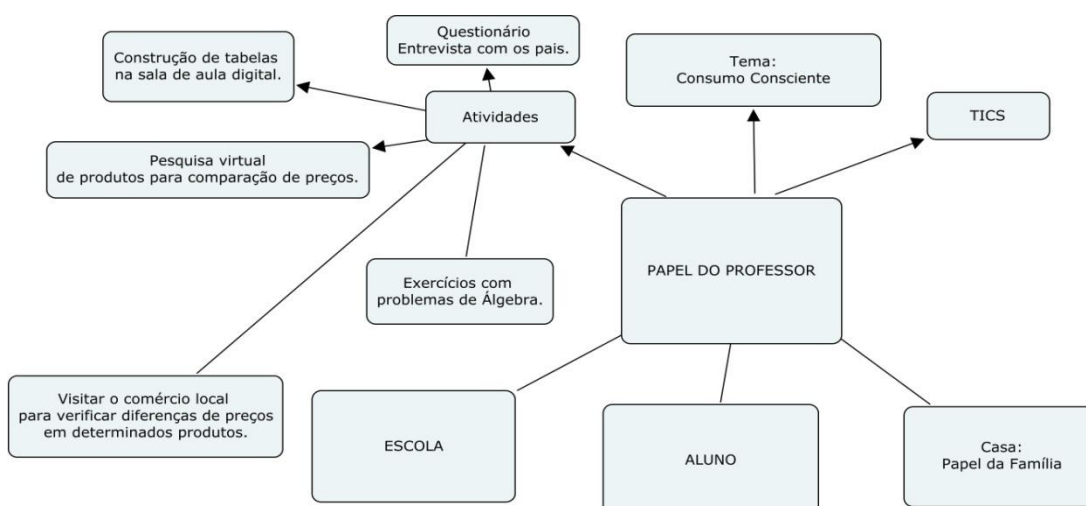 Questionário
Entrevista com os pais.
Construção de tabelas
na sala de aula digital.
Tema:
Consumo Consciente
Atividades
TICS
Pesquisa virtual
de produtos para comparação de preços.
PAPEL DO PROFESSOR
Exercícios com
problemas de Álgebra.
Visitar o comércio local
para verificar diferenças de preços
em determinados produtos.
ESCOLA
ALUNO
Casa:
Papel da Família